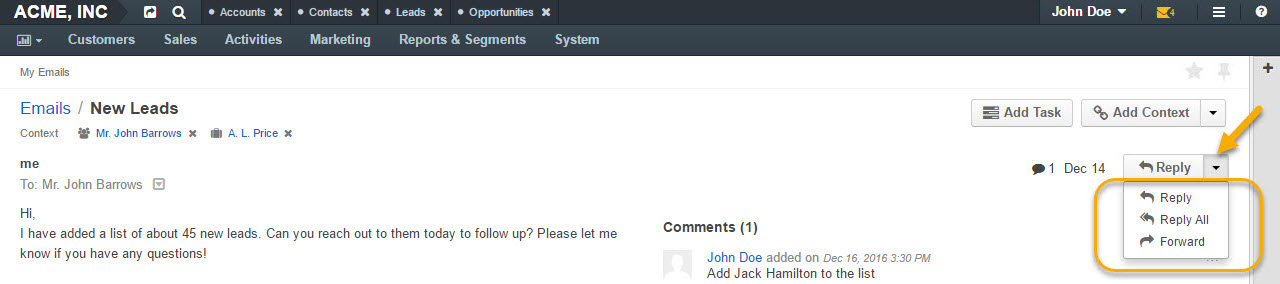 ACME, INC Accounts Contacts Leads Opportunities John Doe 4
Customers Sales Activities Marketing Reports & Segments System
My Emails
Emails / New Leads Add Task Add Context
Context Mr. John Barrows A. L. Price
me 1 Dec 14 Reply
To: Mr. John Barrows
Reply
Reply All
Forward
Hi,
I have added a list of about 45 new leads. Can you reach out to them today to follow up? Please let me
know if you have any questions!
Comments (1)
John Doe added on Dec 16, 2016 3:30 PM
Add Jack Hamilton to the list